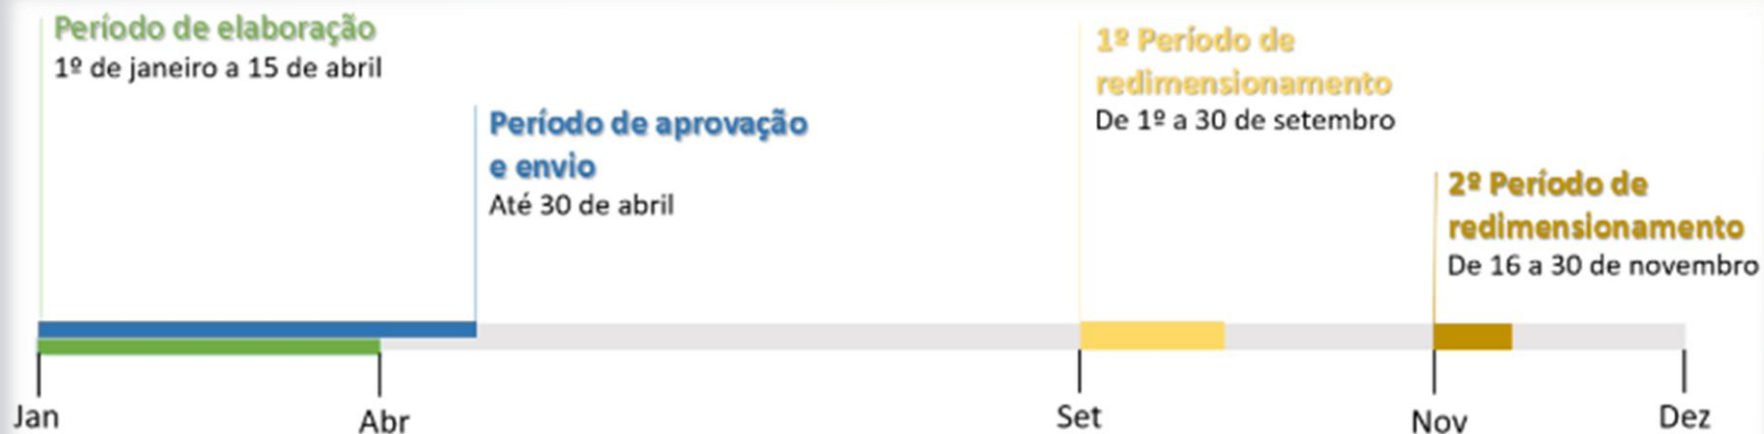 Período de elaboração
1º de janeiro a 15 de abril
Período de aprovação
e envio
Até 30 de abril
1º Período de
redimensionamento
De 1º a 30 de setembro
2º Período de
redimensionamento
De 16 a 30 de novembro
Jan
Abr
Set
Nov
Dez